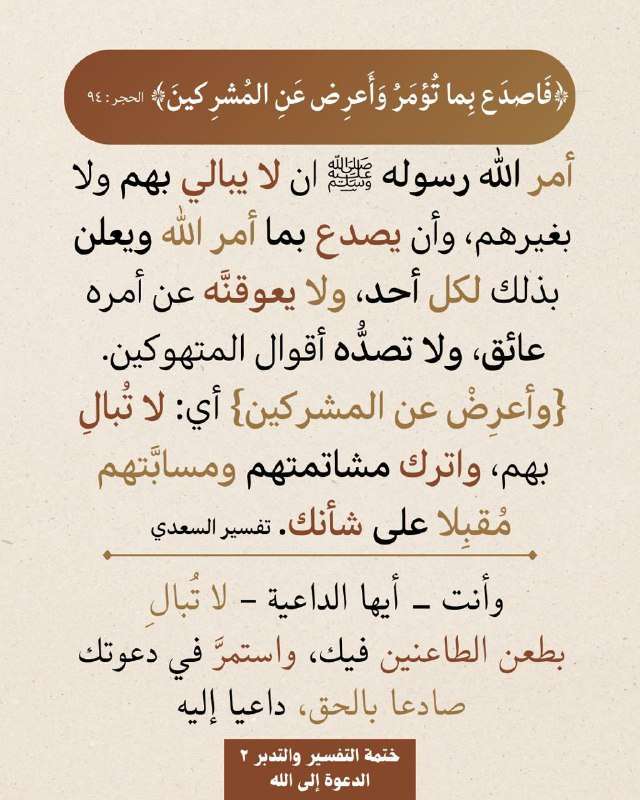 ﴿فَاصدَع بِما تُؤمَرُ وَأَعرِض عَنِ المُشرِكينَ﴾ الحجر: ٩٤
أمر الله رسوله ﷺ ان لا يبالي بهم ولا
بغيرهم، وأن يصدع بما أمر الله ويعلن
بذلك لكل أحد، ولا يعوقنَّه عن أمره
عائق، ولا تصدُّه أقوال المتهوكين.
{وأعرِضْ عن المشركين} أي: لا تُبالِ
بهم، واترك مشاتمتهم ومسابَّتهم
مُقبِلا على شأنك. تفسير السعدي
وأنت – أيها الداعية – لا تُبالِ
بطعن الطاعنين فيك، واستمرَّ في دعوتك
صادعا بالحق، داعيا إليه
ختمة التفسير والتدبر ٢
الدعوة إلى الله